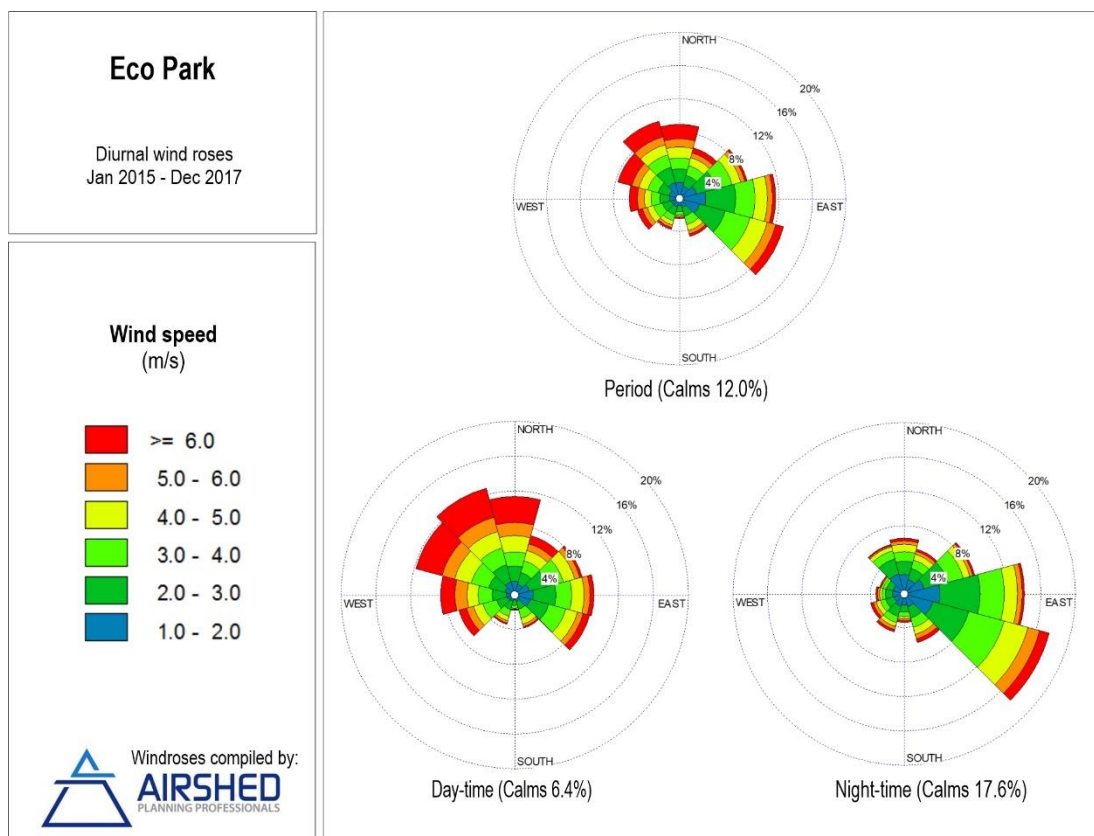 Eco Park
Diurnal wind roses
Jan 2015 - Dec 2017
Wind speed
(m/s)
>= 6.0
5.0 - 6.0
4.0 - 5.0
3.0 - 4.0
2.0 - 3.0
1.0 - 2.0
Windroses compiled by:
AIRSHED
PLANNING PROFESSIONALS
NORTH
20%
16%
12%
8%
4%
WEST
EAST
SOUTH
Period (Calms 12.0%)
NORTH
20%
16%
12%
8%
4%
WEST
EAST
SOUTH
Day-time (Calms 6.4%)
NORTH
20%
16%
12%
8%
4%
WEST
EAST
SOUTH
Night-time (Calms 17.6%)